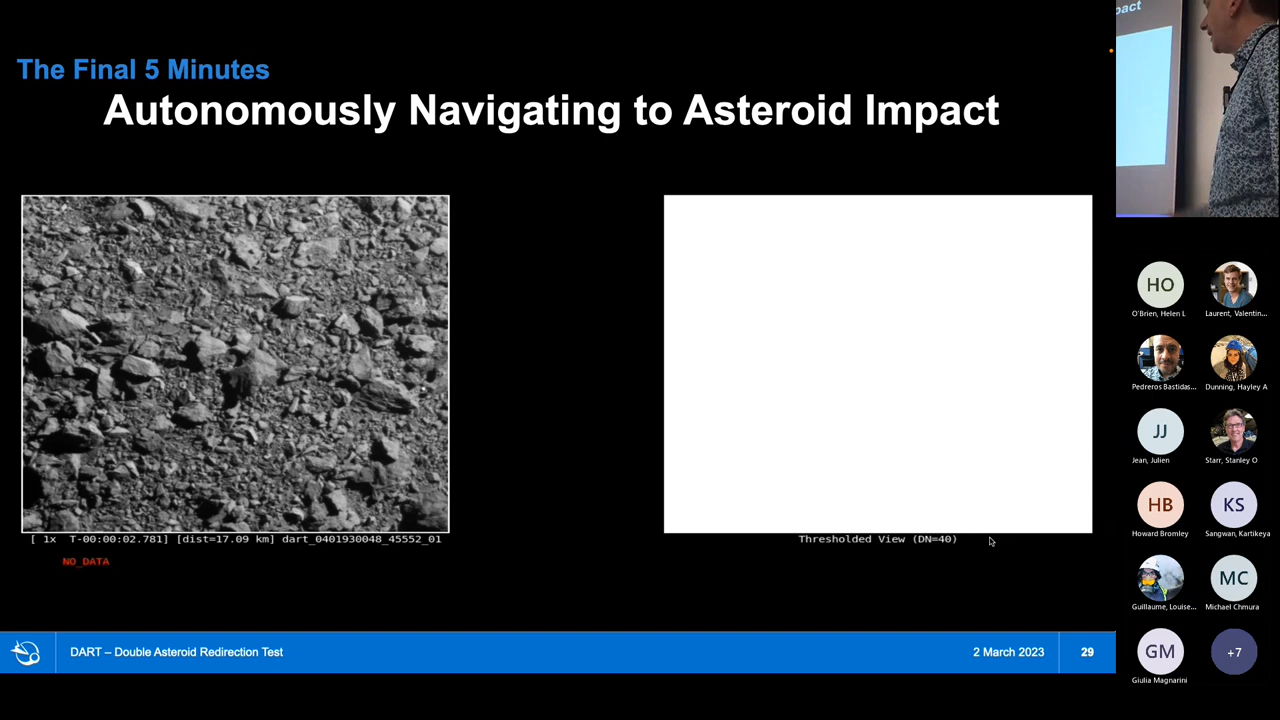 The Final 5 Minutes
Autonomously Navigating to Asteroid Impact
pact
[ 1x T-00:00:02.781] [dist=17.09 km] dart_0401930048_45552_01
NO_DATA
Thresholded View (DN=40)
DART – Double Asteroid Redirection Test
2 March 2023
29
HO
O'Brien, Helen L
Laurent, Valentin...
Pedreros Bastidas...
Dunning, Hayley A
JJ
Jean, Julien
Starr, Stanley O
HB
KS
Howard Bromley
Sangwan, Kartikeya
MC
Guillaume, Louise...
Michael Chmura
GM
+7
Giulia Magnarini